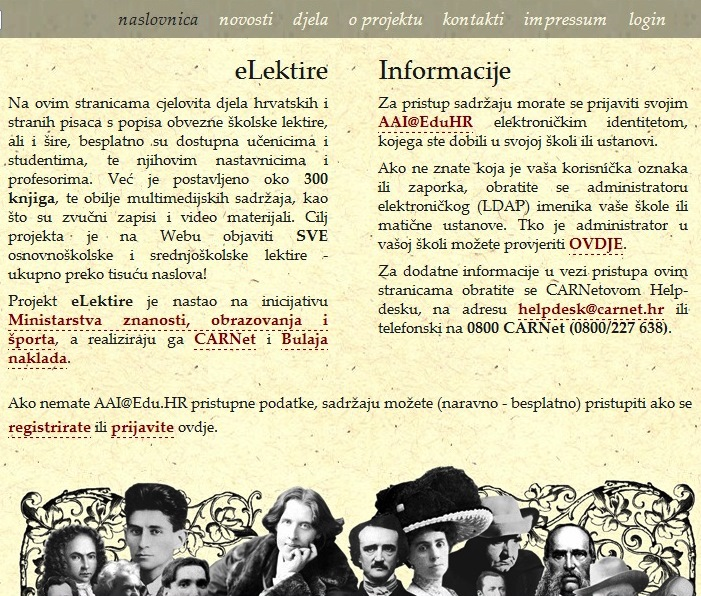 naslovnica novosti djela o projektu kontakti impressum login
eLektire
Na ovim stranicama cjelovita djela hrvatskih i
stranih pisaca s popisa obvezne školske lektire,
ali i šire, besplatno su dostupna učenicima i
studentima, te njihovim nastavnicima i
profesorima. Već je postavljeno oko 300
knjiga, te obilje multimedijskih sadržaja, kao
što su zvučni zapisi i video materijali. Cilj
projekta je na Webu objaviti SVE
osnovnoškolske i srednjoškolske lektire -
ukupno preko tisuću naslova!
Projekt eLektire je nastao na inicijativu
Ministarstva znanosti, obrazovanja i
športa, a realiziraju ga CARNet i Bulaja
naklada.
Informacije
Za pristup sadržaju morate se prijaviti svojim
AAI@EduHR elektroničkim identitetom,
kojega ste dobili u svojoj školi ili ustanovi.
Ako ne znate koja je vaša korisnička oznaka
ili zaporka, obratite se administratoru
elektroničkog (LDAP) imenika vaše škole ili
matične ustanove. Tko je administrator u
vašoj školi možete provjeriti OVDJE.
Za dodatne informacije u vezi pristupa ovim
stranicama obratite se CARNetovom Help-
desku, na adresu helpdesk@carnet.hr ili
telefonski na 0800 CARNet (0800/227 638).
Ako nemate AAI@Edu.HR pristupne podatke, sadržaju možete (naravno - besplatno) pristupiti ako se
registrirate ili prijavite ovdje.